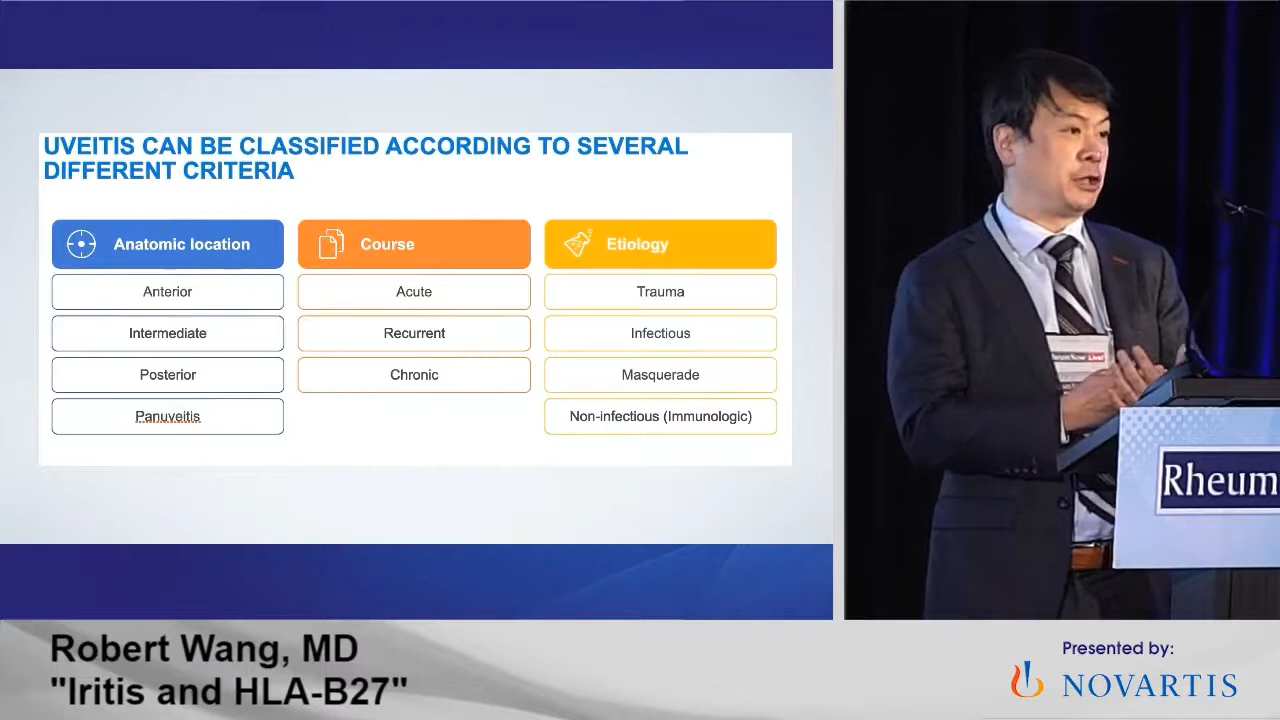 UVEITIS CAN BE CLASSIFIED ACCORDING TO SEVERAL
DIFFERENT CRITERIA
Anatomic location
Anterior
Intermediate
Posterior
Panuveitis
Course
Acute
Recurrent
Chronic
Etiology
Trauma
Infectious
Masquerade
Non-infectious (Immunologic)
Rheum
Robert Wang, MD
"Iritis and HLA-B27"
Presented by:
NOVARTIS